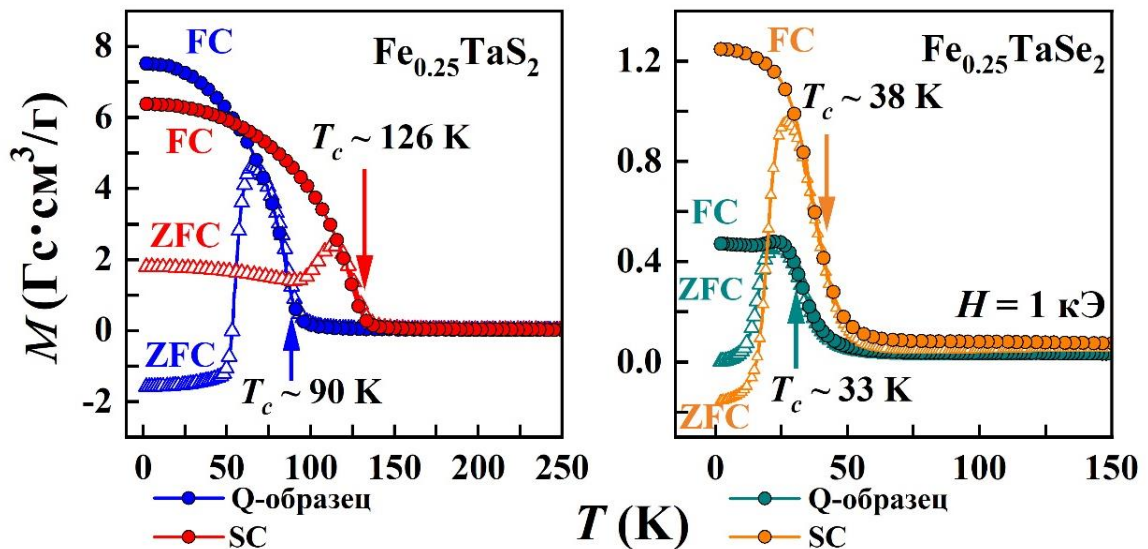 Fe0.25TaS2
FC
FC
Tc ~ 126 K
ZFC
ZFC
Tc ~ 90 K
M (Гс•см³/г)
8
6
4
2
0
-2
0 50 100 150 200 250
Q-образец
SC
Fe0.25TaSe2
FC
Tc ~ 38 K
FC
ZFC
H = 1 кЭ
Tc ~ 33 K
ZFC
1.2
0.8
0.4
0.0
0 50 100 150
Q-образец
SC
T (K)